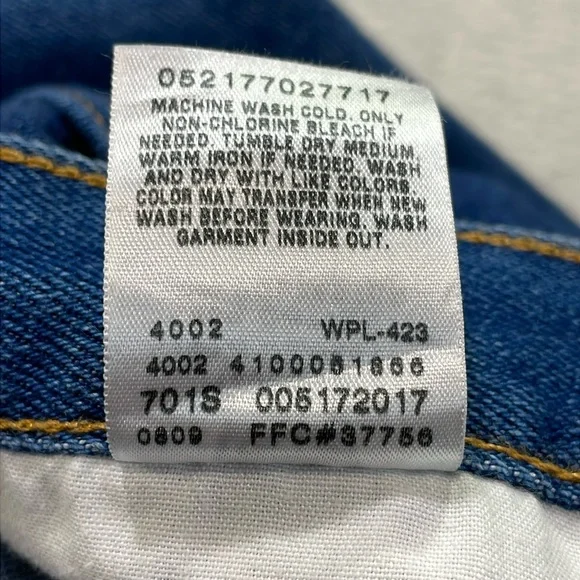 052177027717
MACHINE WASH COLD. ONLY
NON-CHLORINE BLEACH IF
NEEDED. TUMBLE DRY MEDIUM.
WARM IRON IF NEEDED. WASH
AND DRY WITH LIKE COLORS.
COLOR MAY TRANSFER WHEN NEW
WASH BEFORE WEARING. WASH
GARMENT INSIDE OUT.
4002 WPL-423
4002 4100051666
701S 005172017
0809 FFC#37756